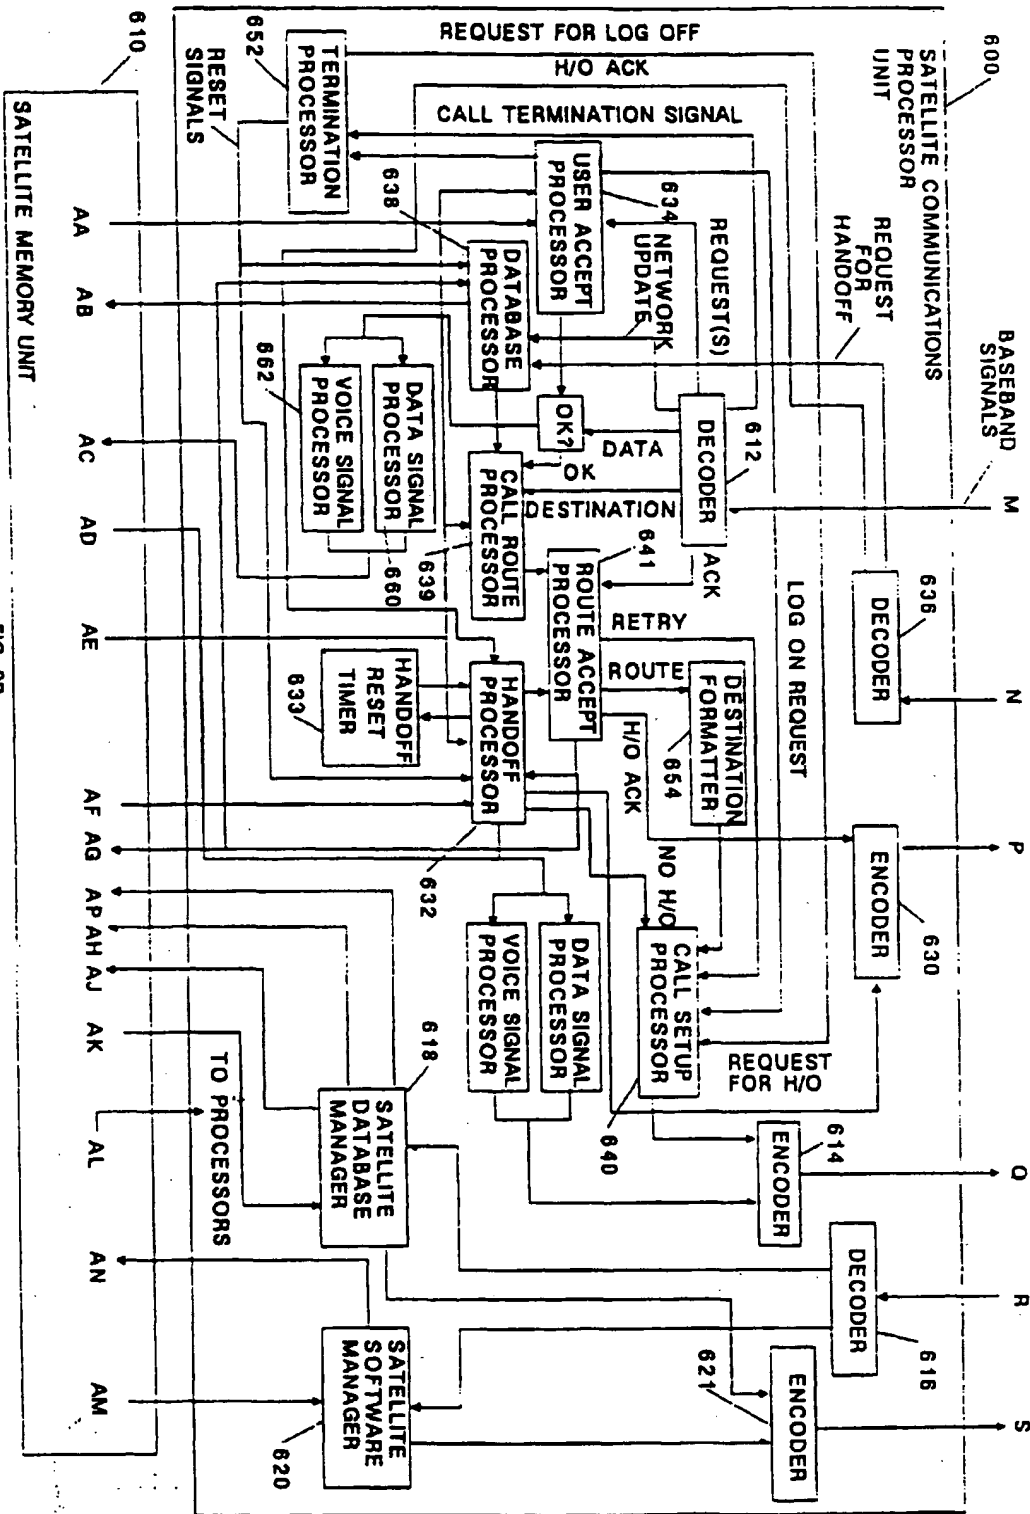 600
SATELLITE COMMUNICATIONS
PROCESSOR
UNIT
BASEBAND
SIGNALS
M
N
P
Q
R
S
REQUEST
FOR
HANDOFF
REQUEST FOR LOG OFF
H/O ACK
CALL TERMINATION SIGNAL
REQUEST(S)
NETWORK
UPDATE
612
DECODER
636
DECODER
ENCODER
630
614
ENCODER
DECODER
616
ENCODER
621
LOG ON REQUEST
ACK
DATA
OK
DESTINATION
OK?
641
ROUTE ACCEPT
PROCESSOR
RETRY
ROUTE
H/O ACK
DESTINATION
FORMATTER
654
NO H/O
CALL SETUP
PROCESSOR
640
REQUEST
FOR H/O
652
TERMINATION
PROCESSOR
RESET
SIGNALS
634
USER ACCEPT
PROCESSOR
638
DATABASE
PROCESSOR
CALL ROUTE
PROCESSOR
639
DATA SIGNAL
PROCESSOR
660
VOICE SIGNAL
PROCESSOR
662
HANDOFF
PROCESSOR
632
HANDOFF
RESET
TIMER
633
DATA SIGNAL
PROCESSOR
VOICE SIGNAL
PROCESSOR
618
SATELLITE
DATABASE
MANAGER
TO PROCESSORS
SATELLITE
SOFTWARE
MANAGER
620
610
SATELLITE MEMORY UNIT
AA
AB
AC
AD
AE
AF
AG
AP
AH
AJ
AK
AL
AN
AM